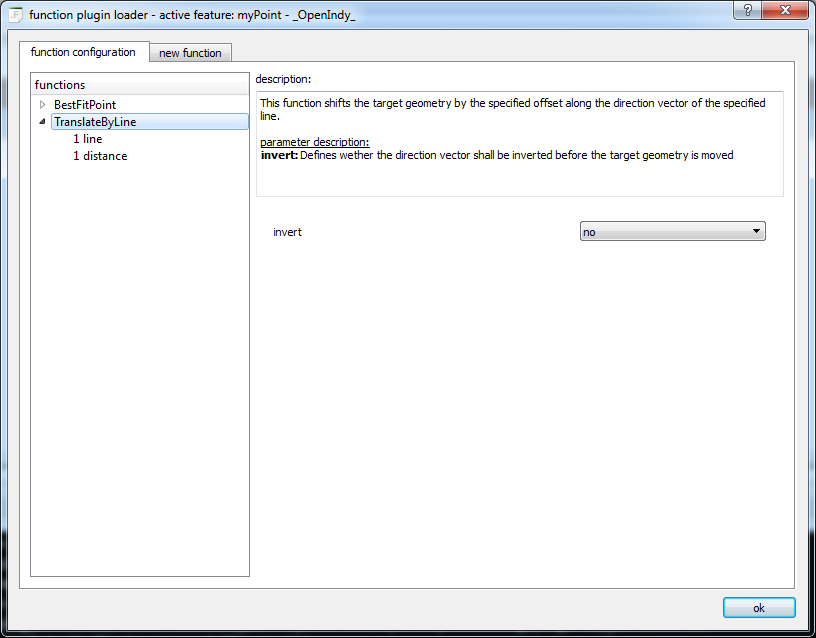 function plugin loader - active feature: myPoint - _OpenIndy_
function configuration
new function
functions
BestFitPoint
TranslateByLine
1 line
1 distance
description:
This function shifts the target geometry by the specified offset along the direction vector of the specified
line.
parameter description:
invert: Defines wether the direction vector shall be inverted before the target geometry is moved
invert
no
ok